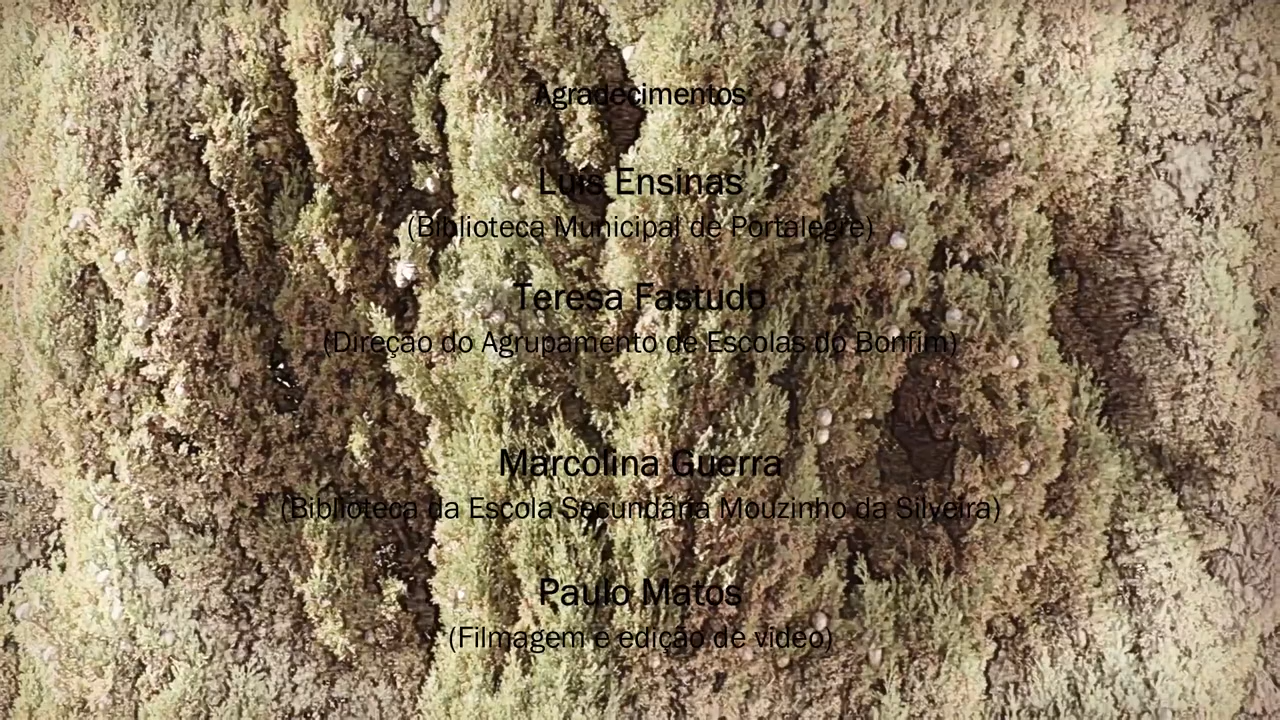 Agradecimentos
Luís Ensinas
(Biblioteca Municipal de Portalegre)
Teresa Fastudo
(Direção do Agrupamento de Escolas do Bonfim)
Marcolina Guerra
(Biblioteca da Escola Secundária Mouzinho da Silveira)
Paulo Matos
(Filmagem e edição de vídeo)